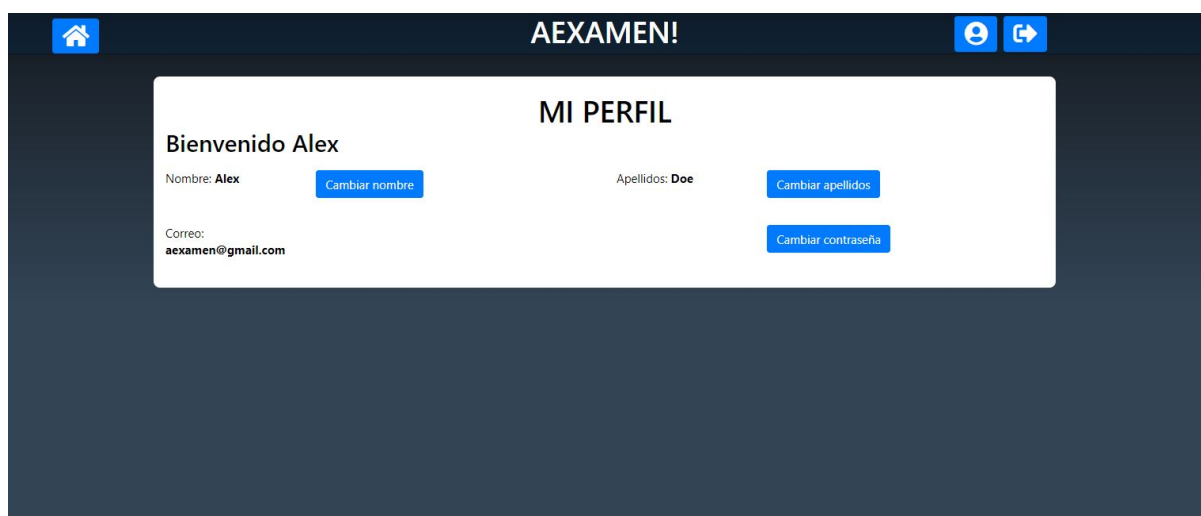 AEXAMEN!
MI PERFIL
Bienvenido Alex
Nombre: Alex
Cambiar nombre
Apellidos: Doe
Cambiar apellidos
Correo:
aexamen@gmail.com
Cambiar contraseña